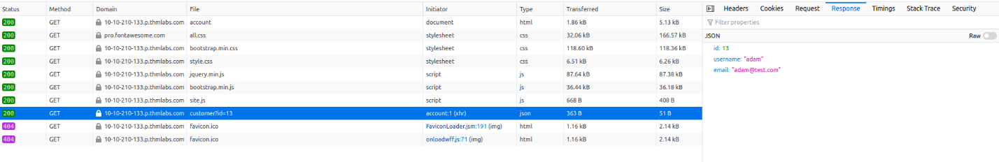 Status Method Domain File Initiator Type Transferred Size Headers Cookies Request Response Timings Stack Trace Security
200 GET 10-10-210-133.p.thmlabs.com account document html 1.86 kB 5.13 kB Filter properties
200 GET pro.fontawesome.com all.css stylesheet css 32.06 kB 166.57 kB JSON Raw
200 GET 10-10-210-133.p.thmlabs.com bootstrap.min.css stylesheet css 118.60 kB 118.36 kB id: 13
200 GET 10-10-210-133.p.thmlabs.com style.css stylesheet css 6.51 kB 6.26 kB username: "adam"
200 GET 10-10-210-133.p.thmlabs.com jquery.min.js script js 87.64 kB 87.38 kB email: "adam@test.com"
200 GET 10-10-210-133.p.thmlabs.com bootstrap.min.js script js 36.44 kB 36.18 kB
200 GET 10-10-210-133.p.thmlabs.com site.js script js 668 B 408 B
200 GET 10-10-210-133.p.thmlabs.com customer?id=13 account:1 (xhr) json 363 B 51 B
404 GET 10-10-210-133.p.thmlabs.com favicon.ico FaviconLoader.jsm:191 (img) html 1.16 kB 2.14 kB
404 GET 10-10-210-133.p.thmlabs.com favicon.ico onloadwff.js:71 (img) html 1.16 kB 2.14 kB